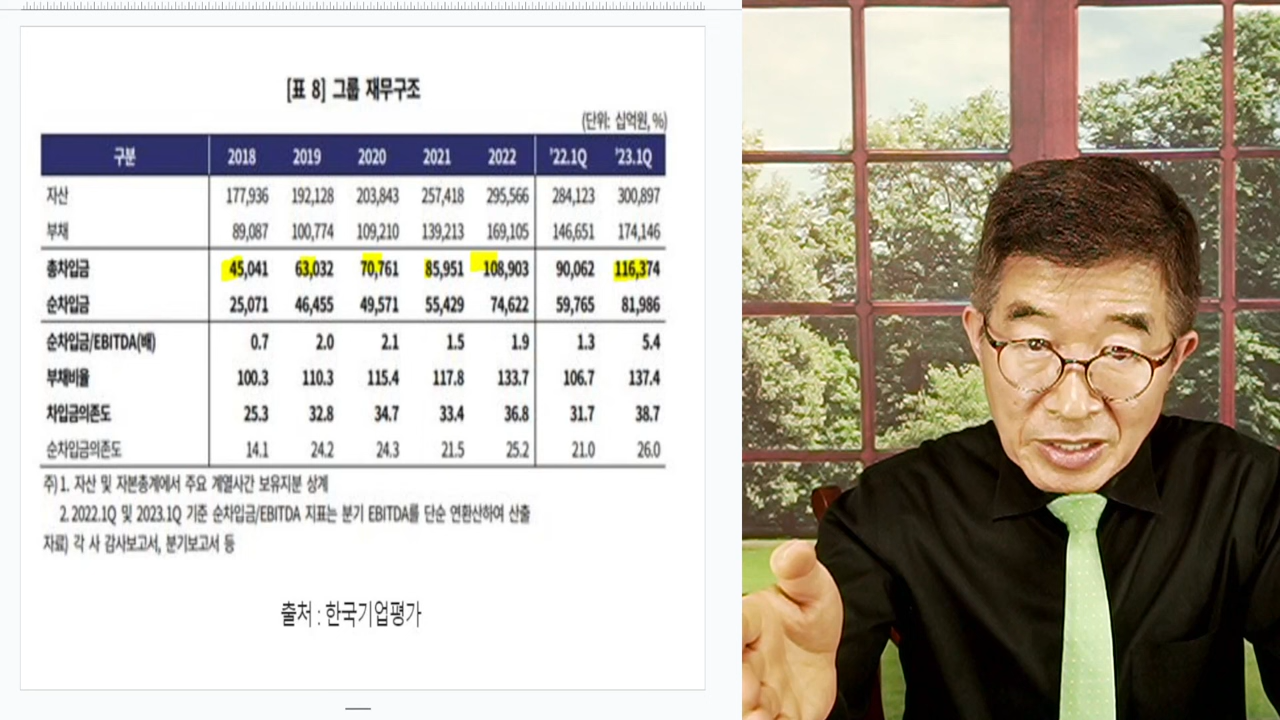 [표 8] 그룹 재무구조
(단위: 십억원, %)
구분 2018 2019 2020 2021 2022 ’22.1Q ’23.1Q
자산 177,936 192,128 203,843 257,418 295,566 284,123 300,897
부채 89,087 100,774 109,210 139,213 169,105 146,651 174,146
총차입금 45,041 63,032 70,761 85,951 108,903 90,062 116,374
순차입금 25,071 46,455 49,571 55,429 74,622 59,765 81,986
순차입금/EBITDA(배) 0.7 2.0 2.1 1.5 1.9 1.3 5.4
부채비율 100.3 110.3 115.4 117.8 133.7 106.7 137.4
차입금의존도 25.3 32.8 34.7 33.4 36.8 31.7 38.7
순차입금의존도 14.1 24.2 24.3 21.5 25.2 21.0 26.0
주) 1. 자산 및 자본총계에서 주요 계열사간 보유지분 상계
2. 2022.1Q 및 2023.1Q 기준 순차입금/EBITDA 지표는 분기 EBITDA를 단순 연환산하여 산출
자료) 각 사 감사보고서, 분기보고서 등
출처 : 한국기업평가